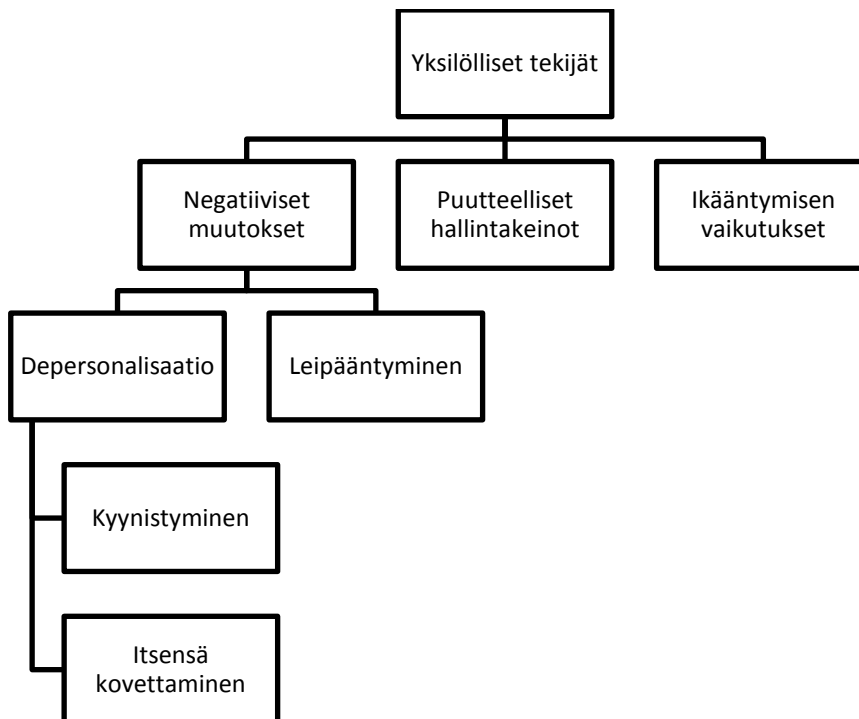 Yksilölliset tekijät
Negatiiviset
muutokset
Puutteelliset
hallintakeinot
Ikääntymisen
vaikutukset
Depersonalisaatio
Leipääntyminen
Kyynistyminen
Itsensä
kovettaminen